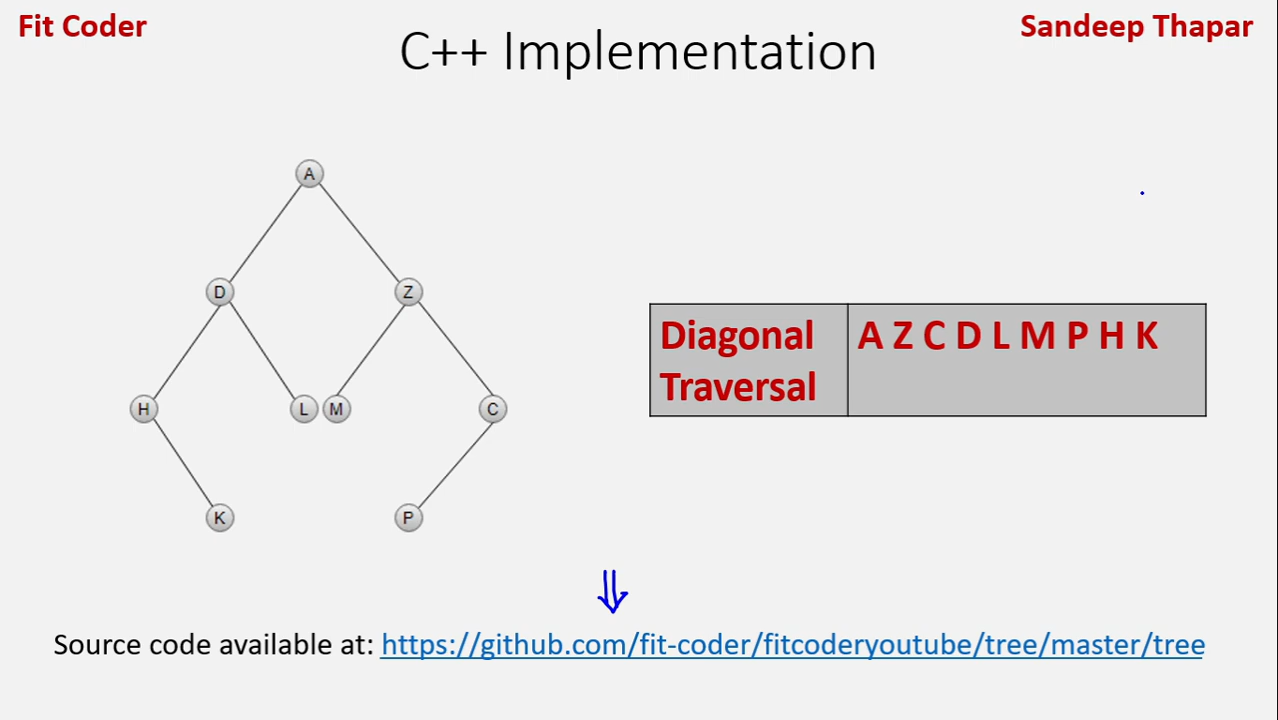 Fit Coder
Sandeep Thapar
C++ Implementation
A
D
Z
H
L
M
C
K
P
Diagonal
Traversal
A Z C D L M P H K
Source code available at: https://github.com/fit-coder/fitcoderyoutube/tree/master/tree